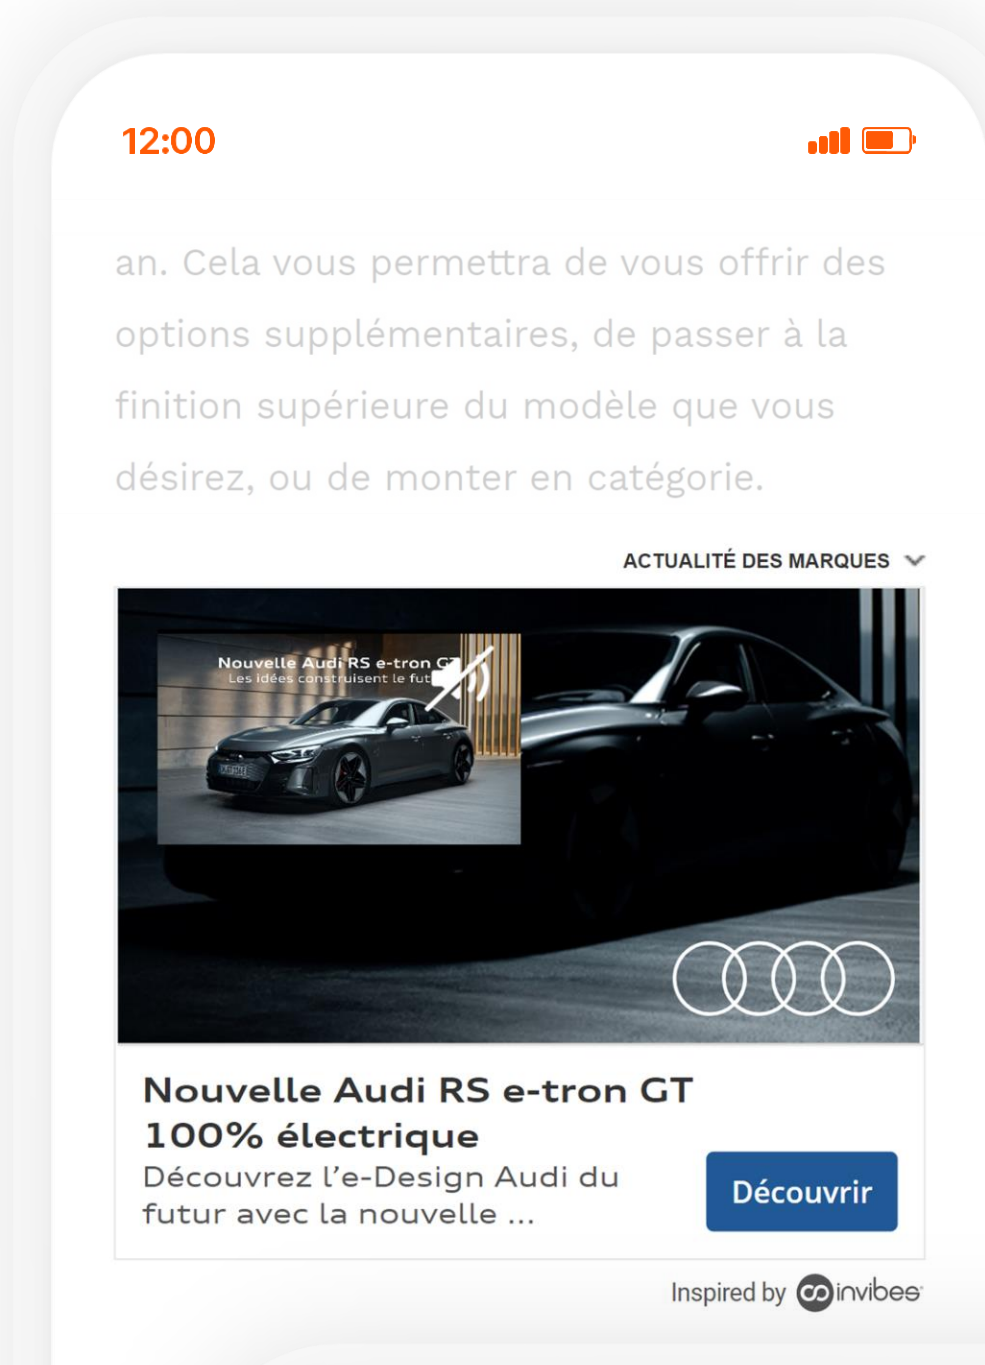 12:00
an. Cela vous permettra de vous offrir des
options supplémentaires, de passer à la
finition supérieure du modèle que vous
désirez, ou de monter en catégorie.
ACTUALITÉ DES MARQUES
Nouvelle Audi RS e-tron GT
Les idées construisent le fut
Nouvelle Audi RS e-tron GT
100% électrique
Découvrez l’e-Design Audi du
futur avec la nouvelle ...
Découvrir
Inspired by invibes